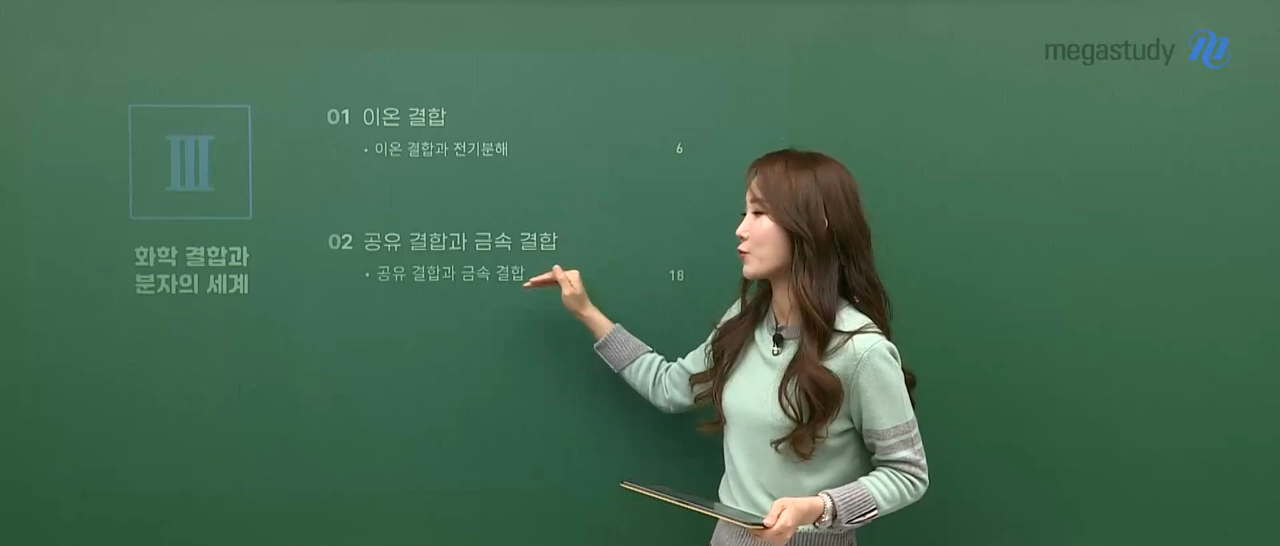 megastudy
III
화학 결합과
분자의 세계
01 이온 결합
• 이온 결합과 전기분해 6
02 공유 결합과 금속 결합
• 공유 결합과 금속 결합 18